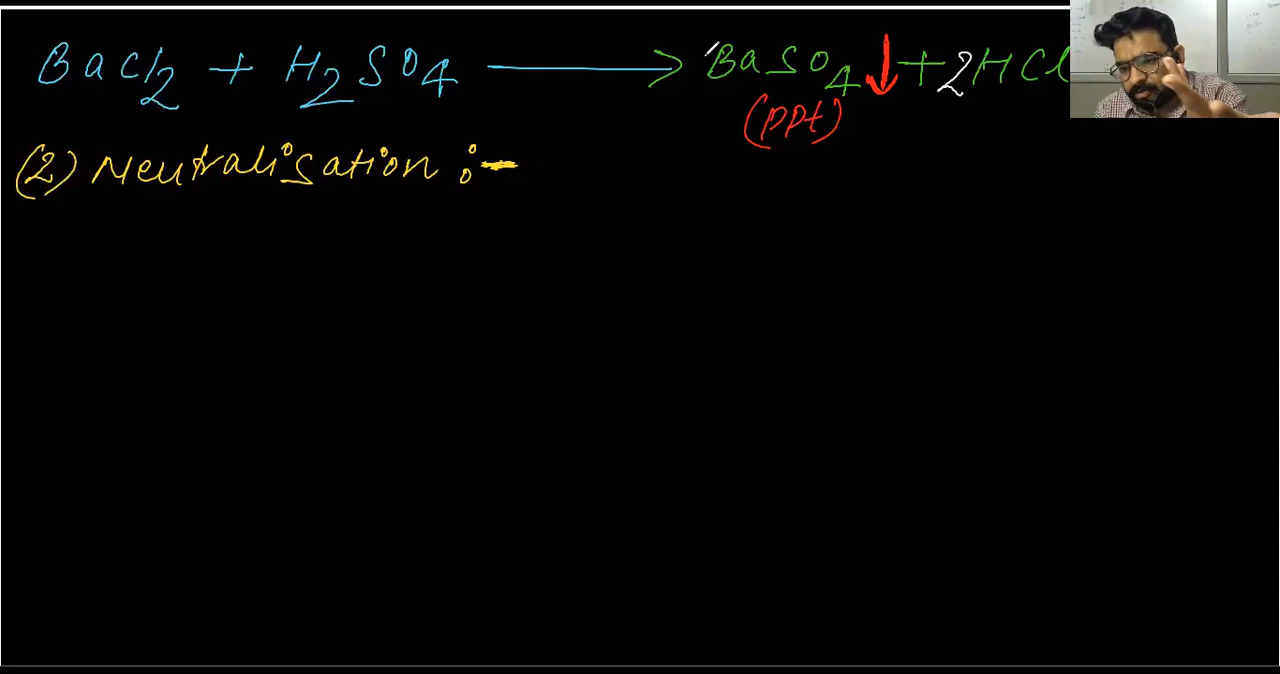 BaCl2 + H2SO4 ⟶ BaSO4 ↓ + 2HCl
(ppt)
(2) Neutralisation :-